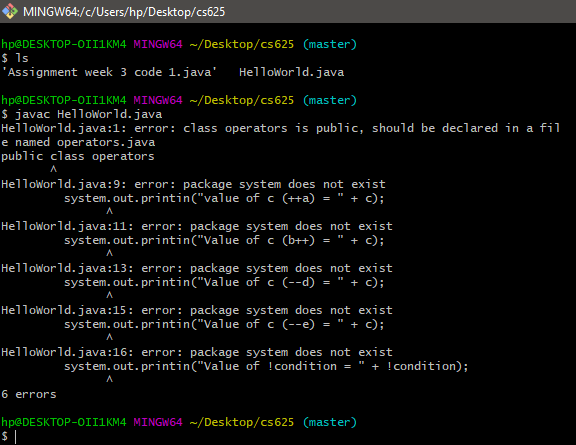 MINGW64:/c/Users/hp/Desktop/cs625
hp@DESKTOP-OII1KM4 MINGW64 ~/Desktop/cs625 (master)
$ ls
'Assignment week 3 code 1.java'   HelloWorld.java
hp@DESKTOP-OII1KM4 MINGW64 ~/Desktop/cs625 (master)
$ javac HelloWorld.java
HelloWorld.java:1: error: class operators is public, should be declared in a fil
e named operators.java
public class operators
       ^
HelloWorld.java:9: error: package system does not exist
        system.out.printin("value of c (++a) = " + c);
              ^
HelloWorld.java:11: error: package system does not exist
        system.out.printin("Value of c (b++) = " + c);
              ^
HelloWorld.java:13: error: package system does not exist
        system.out.printin("Value of c (--d) = " + c);
              ^
HelloWorld.java:15: error: package system does not exist
        system.out.printin("Value of c (--e) = " + c);
              ^
HelloWorld.java:16: error: package system does not exist
        system.out.printin("Value of !condition = " + !condition);
              ^
6 errors
hp@DESKTOP-OII1KM4 MINGW64 ~/Desktop/cs625 (master)
$